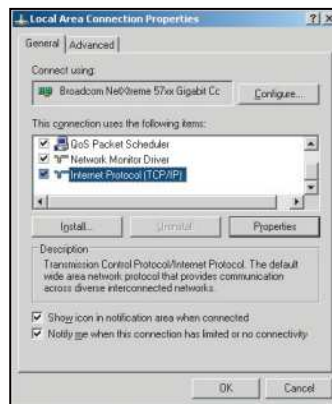 Local Area Connection Properties
General Advanced
Connect using:
Broadcom NetXtreme 57xx Gigabit Cc Configure...
This connection uses the following items:
QoS Packet Scheduler
Network Monitor Driver
Internet Protocol (TCP/IP)
Install... Uninstall Properties
Description
Transmission Control Protocol/Internet Protocol. The default
wide area network protocol that provides communication
across diverse interconnected networks.
Show icon in notification area when connected
Notify me when this connection has limited or no connectivity
OK Cancel